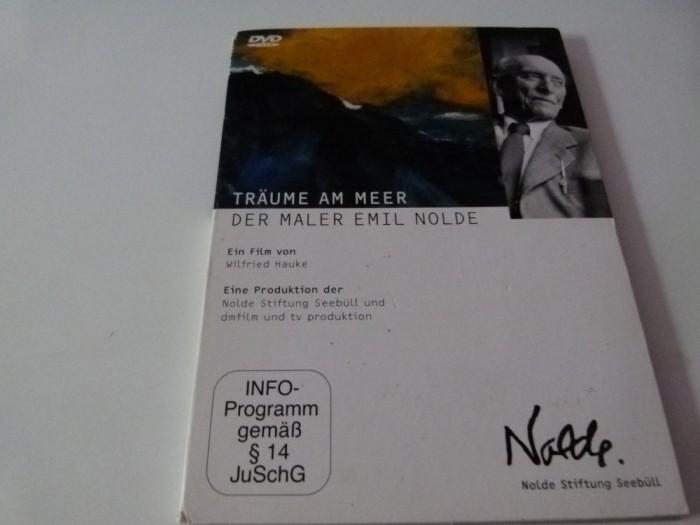 DVD
TRÄUME AM MEER
DER MALER EMIL NOLDE
Ein Film von
Wilfried Hauke
Eine Produktion der
Nolde Stiftung Seebüll und
dmfilm und tv produktion
INFO-
Programm
gemäß
§ 14
JuSchG
Nolde.
Nolde Stiftung Seebüll